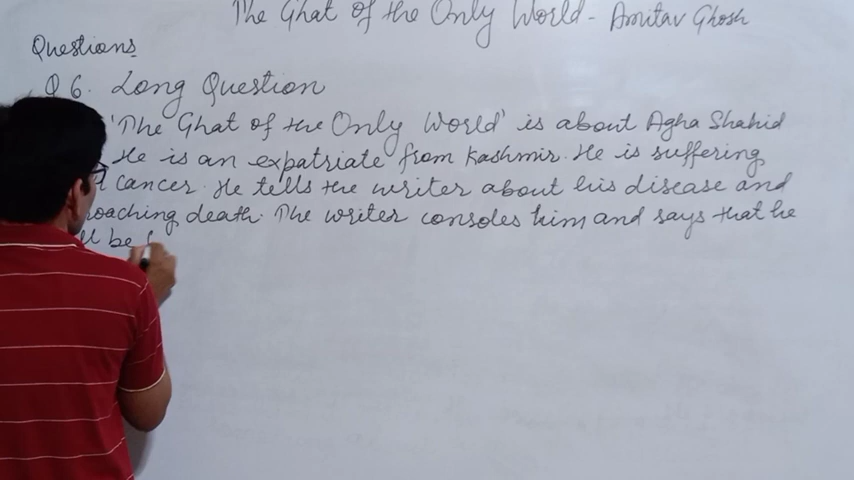 The Ghat of the Only World - Amitav Ghosh
Questions
Q 6. Long Question
'The Ghat of the Only World' is about Agha Shahid
He is an expatriate from Kashmir. He is suffering
cancer. He tells the writer about his disease and
death. The writer consoles him and says that he
be